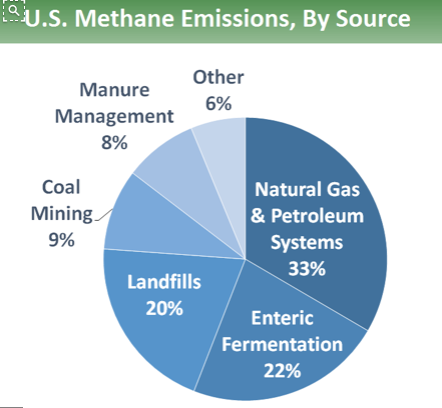 U.S. Methane Emissions, By Source
Other
6%
Manure
Management
8%
Coal
Mining
9%
Natural Gas
& Petroleum
Systems
33%
Landfills
20%
Enteric
Fermentation
22%